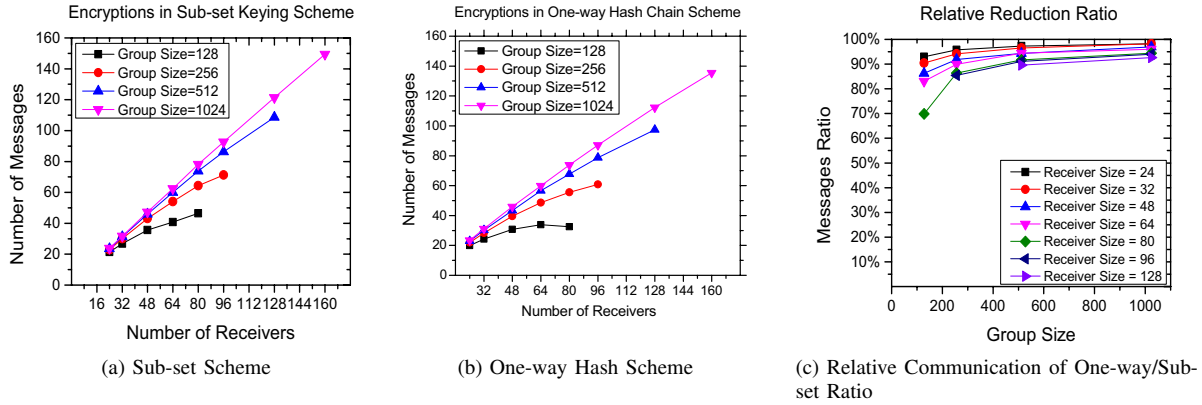 Encryptions in Sub-set Keying Scheme
160
140
120
100
80
60
40
20
0
Number of Messages
Group Size=128
Group Size=256
Group Size=512
Group Size=1024
16 32 48 64 80 96 112 128 144 160
Number of Receivers
(a) Sub-set Scheme
Encryptions in One-way Hash Chain Scheme
160
140
120
100
80
60
40
20
0
Number of Messages
Group Size=128
Group Size=256
Group Size=512
Group Size=1024
32 48 64 80 96 112 128 144 160
Number of Receivers
(b) One-way Hash Scheme
Relative Reduction Ratio
100%
90%
80%
70%
60%
50%
40%
30%
20%
10%
Messages Ratio
Receiver Size = 24
Receiver Size = 32
Receiver Size = 48
Receiver Size = 64
Receiver Size = 80
Receiver Size = 96
Receiver Size = 128
0 200 400 600 800 1000
Group Size
(c) Relative Communication of One-way/Sub-
set Ratio